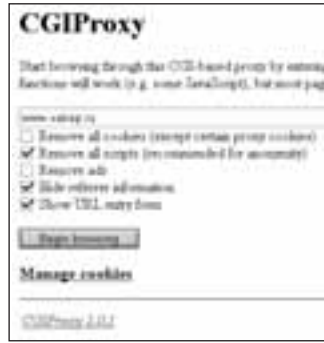 CGIProxy
Start browsing through this CGI-based proxy by entering
functions will work (e.g. some JavaScript), but most pag
Remove all cookies (except certain proxy cookies)
Remove all scripts (recommended for anonymity)
Remove ads
Hide referrer information
Show URL entry form
Begin browsing
Manage cookies
CGIProxy 2.0.1